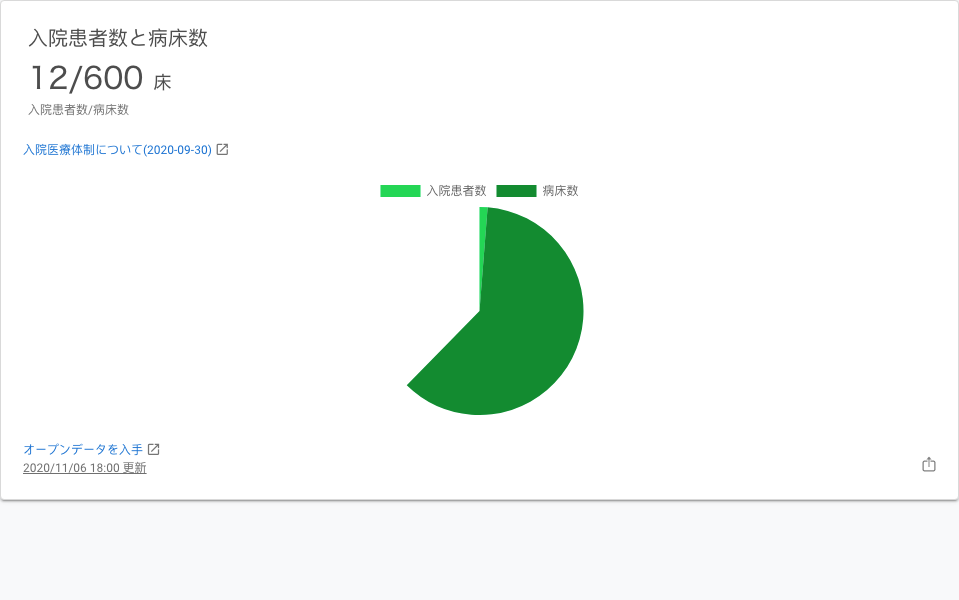 入院患者数と病床数
12/600 床
入院患者数/病床数
入院医療体制について(2020-09-30)
入院患者数 病床数
オープンデータを入手
2020/11/06 18:00 更新